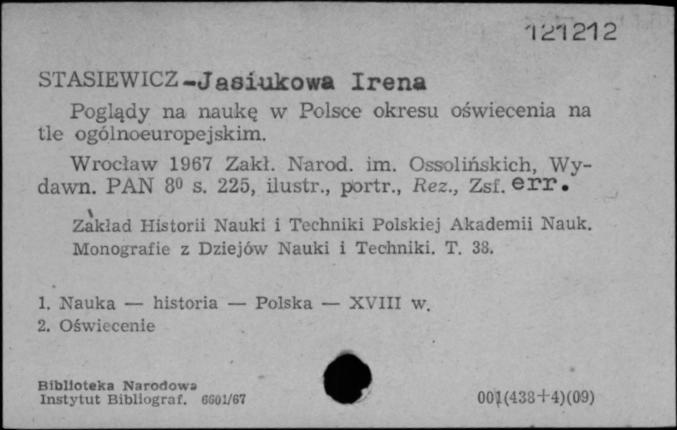 121212
STASIEWICZ-Jasiukowa Irena
Poglądy na naukę w Polsce okresu oświecenia na
tle ogólnoeuropejskim.
Wrocław 1967 Zakł. Narod. im. Ossolińskich, Wy-
dawn. PAN 8⁰ s. 225, ilustr., portr., Rez., Zsf. err.
Zakład Historii Nauki i Techniki Polskiej Akademii Nauk.
Monografie z Dziejów Nauki i Techniki. T. 38.
1. Nauka — historia — Polska — XVIII w.
2. Oświecenie
Biblioteka Narodowa
Instytut Bibliograf. 6601/67
001(438+4)(09)